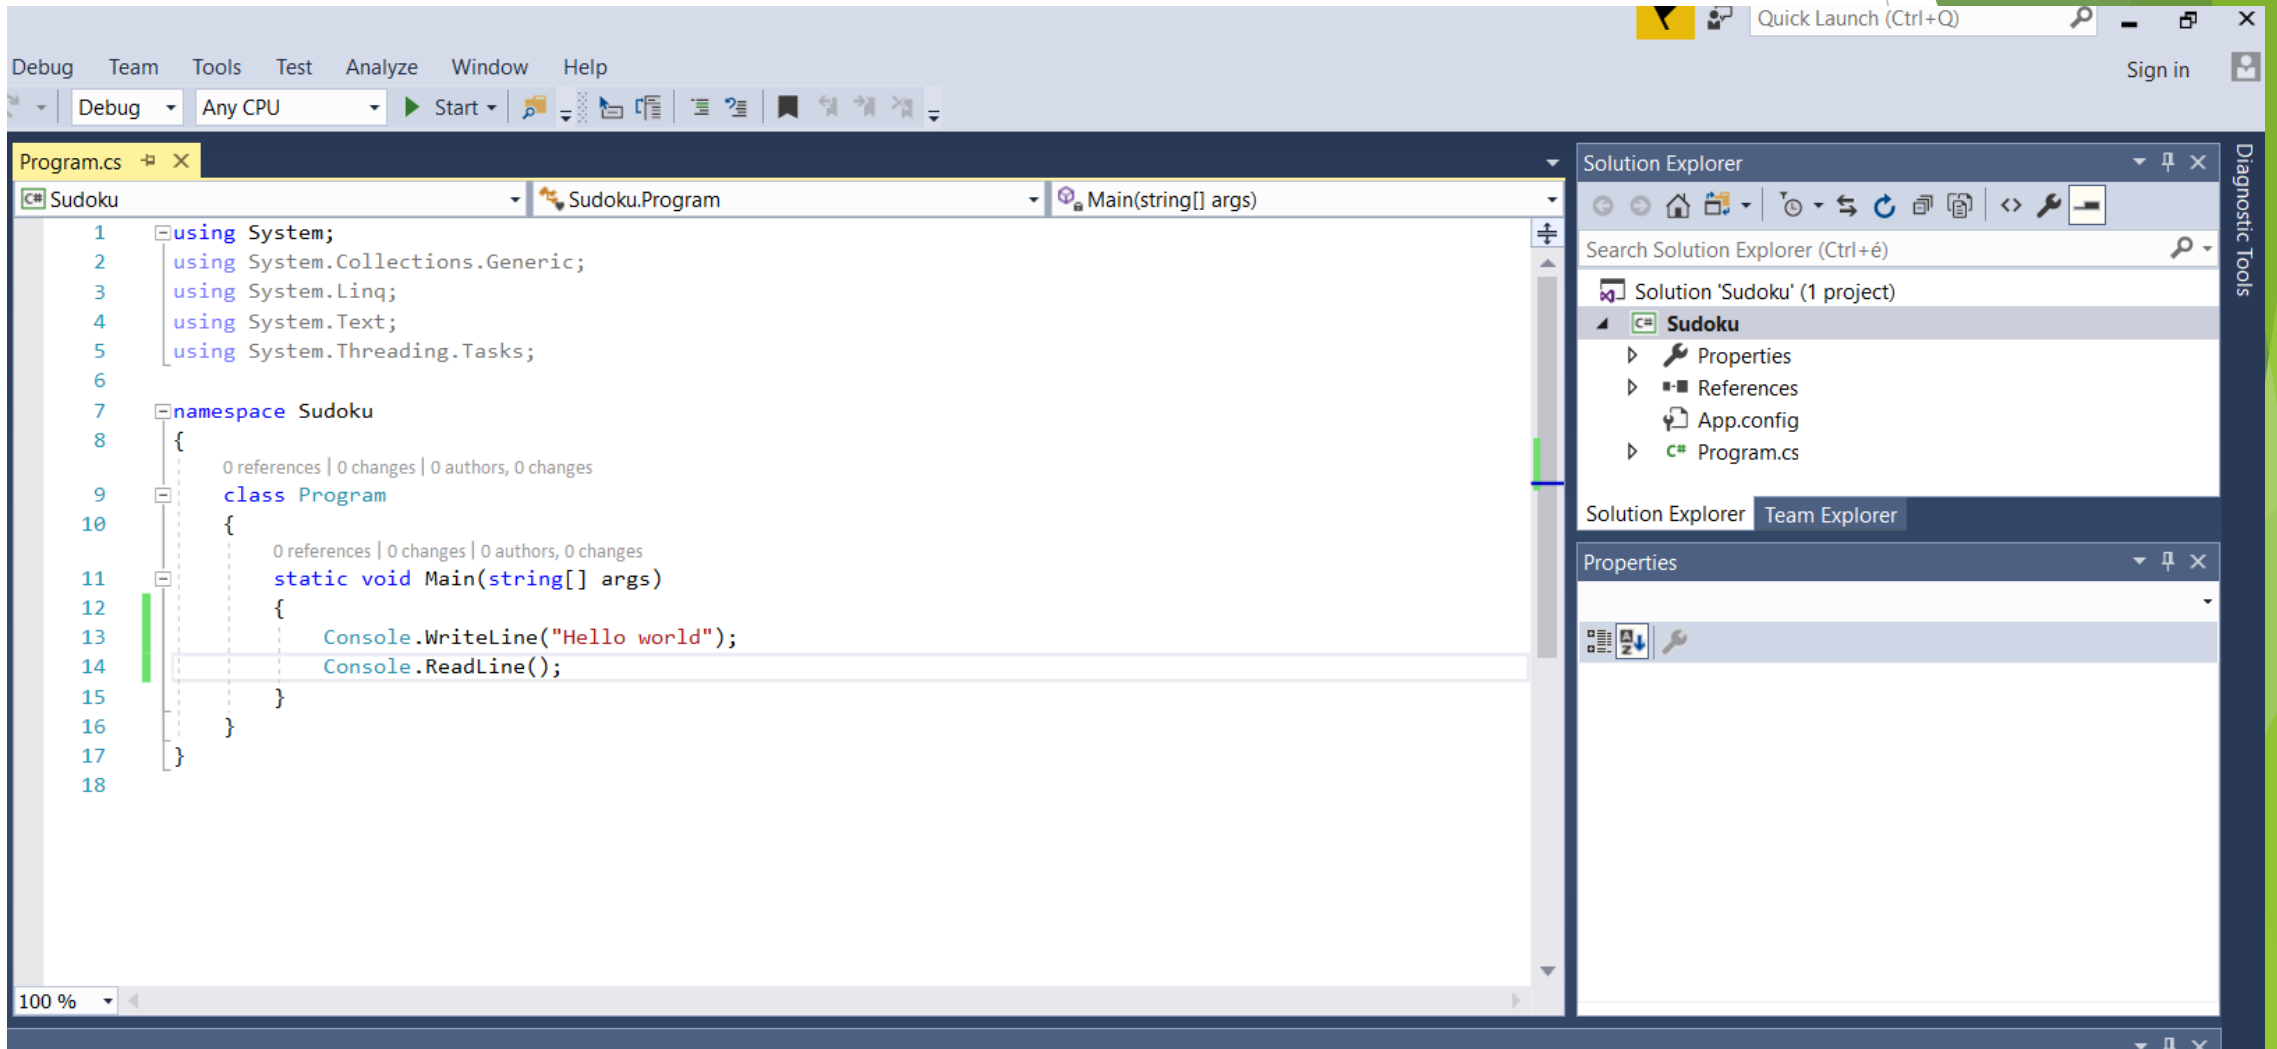 Quick Launch (Ctrl+Q)
Debug Team Tools Test Analyze Window Help
Sign in
Debug Any CPU Start
Program.cs
Sudoku Sudoku.Program Main(string[] args)
1 using System;
2 using System.Collections.Generic;
3 using System.Linq;
4 using System.Text;
5 using System.Threading.Tasks;
6
7 namespace Sudoku
8 {
0 references | 0 changes | 0 authors, 0 changes
9 class Program
10 {
0 references | 0 changes | 0 authors, 0 changes
11 static void Main(string[] args)
12 {
13 Console.WriteLine("Hello world");
14 Console.ReadLine();
15 }
16 }
17 }
18
100 %
Solution Explorer
Search Solution Explorer (Ctrl+é)
Solution 'Sudoku' (1 project)
C# Sudoku
Properties
References
App.config
C# Program.cs
Solution Explorer Team Explorer
Properties
Diagnostic Tools